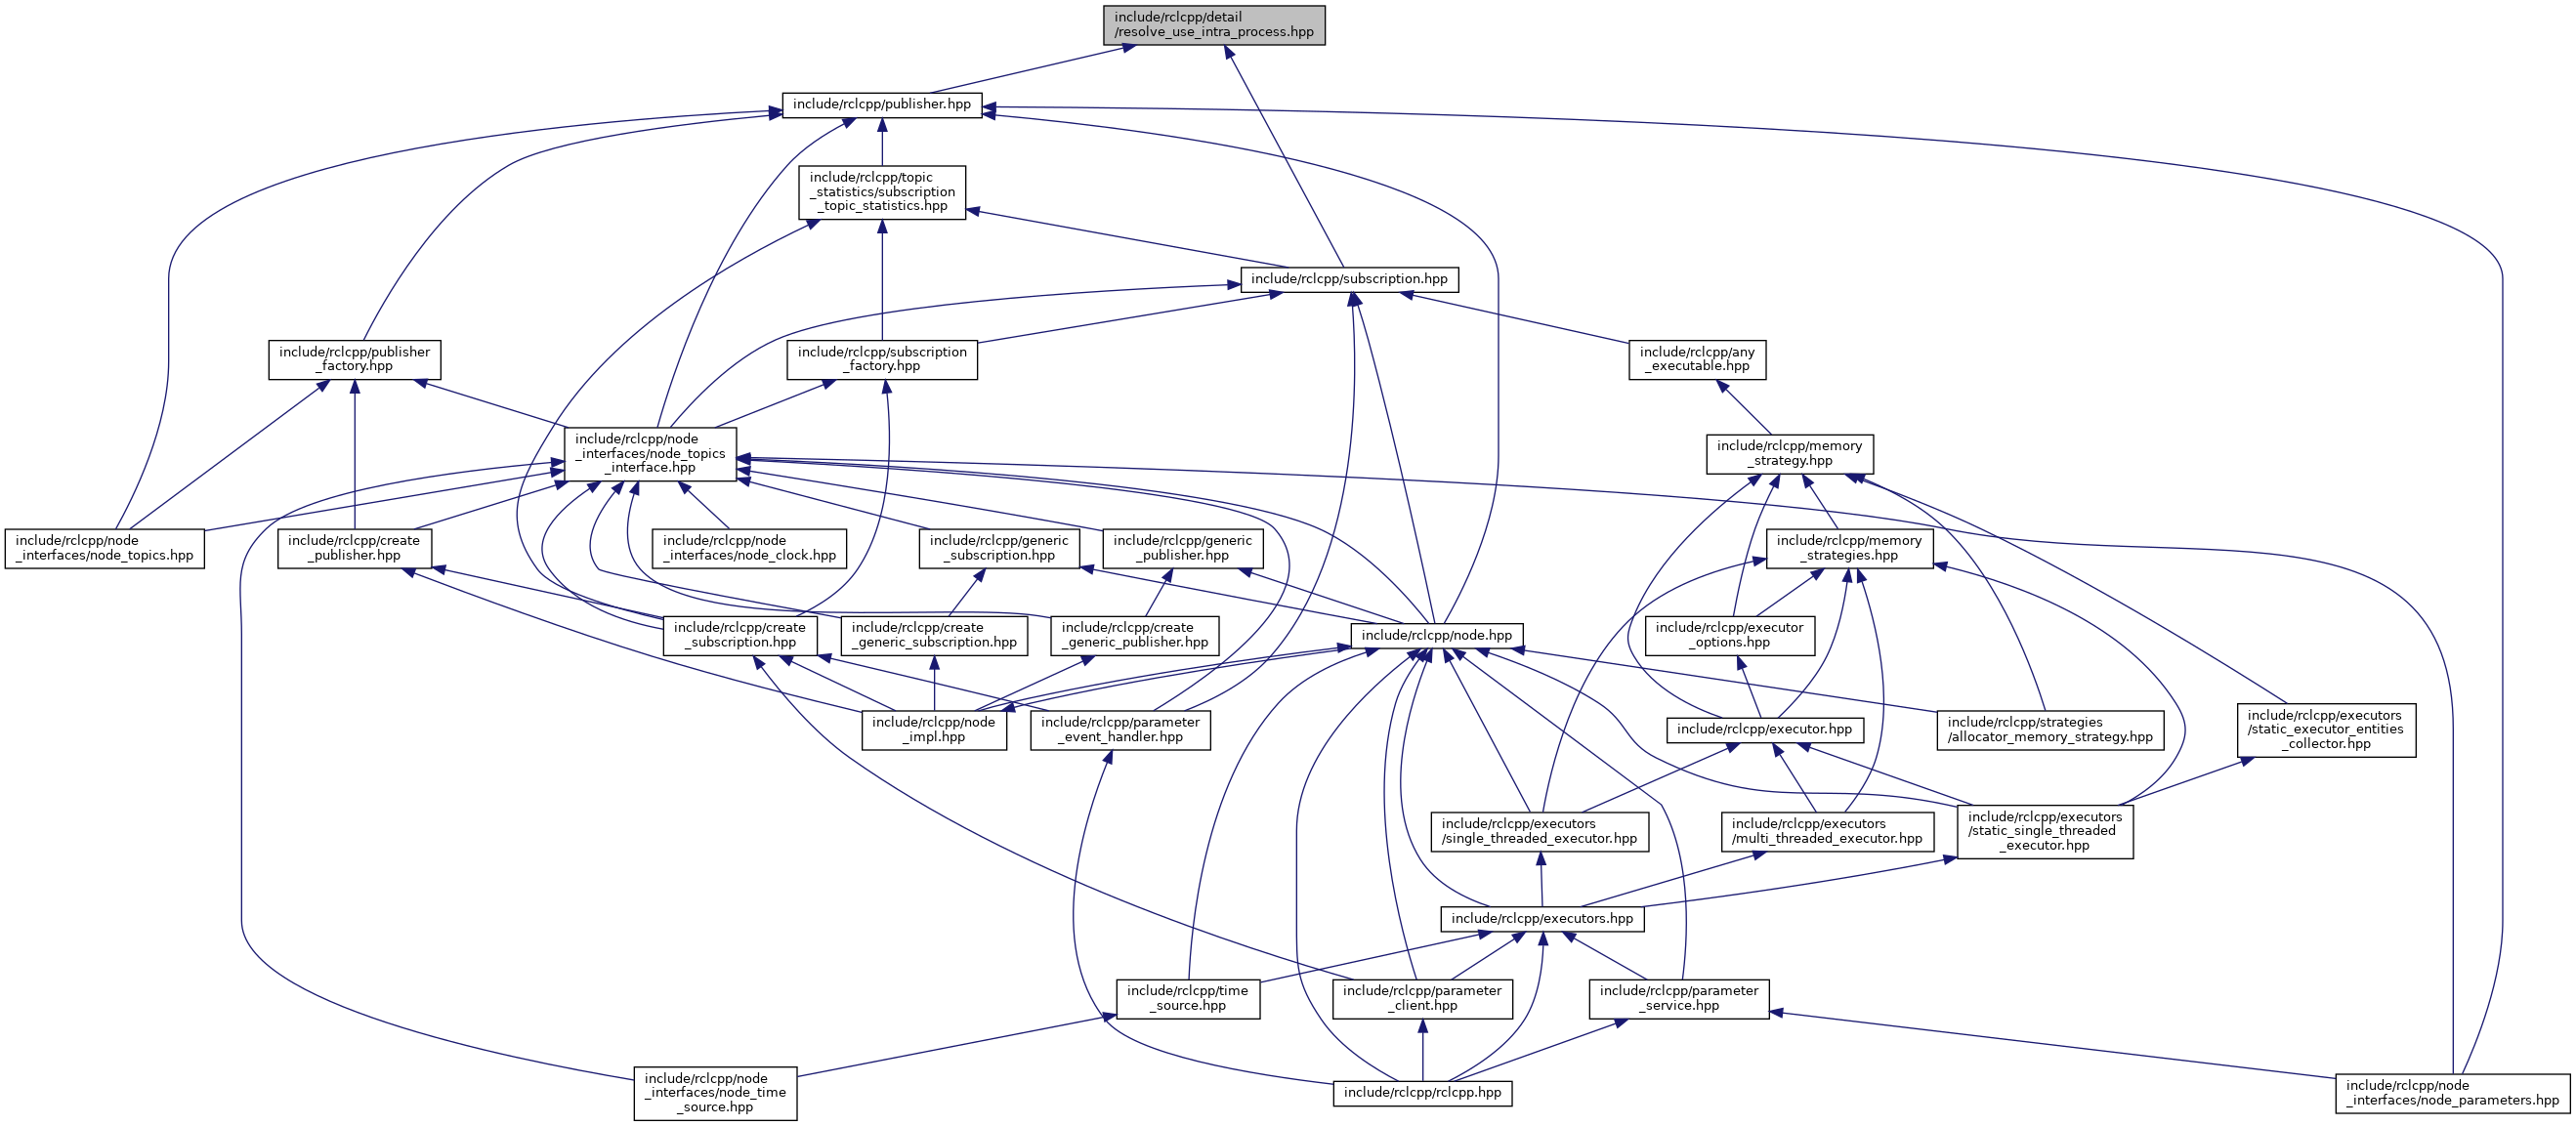 include/rclcpp/detail
/resolve_use_intra_process.hpp
include/rclcpp/publisher.hpp
include/rclcpp/topic
_statistics/subscription
_topic_statistics.hpp
include/rclcpp/subscription.hpp
include/rclcpp/publisher
_factory.hpp
include/rclcpp/subscription
_factory.hpp
include/rclcpp/any
_executable.hpp
include/rclcpp/node
_interfaces/node_topics
_interface.hpp
include/rclcpp/memory
_strategy.hpp
include/rclcpp/node
_interfaces/node_topics.hpp
include/rclcpp/create
_publisher.hpp
include/rclcpp/node
_interfaces/node_clock.hpp
include/rclcpp/generic
_subscription.hpp
include/rclcpp/generic
_publisher.hpp
include/rclcpp/memory
_strategies.hpp
include/rclcpp/create
_subscription.hpp
include/rclcpp/create
_generic_subscription.hpp
include/rclcpp/create
_generic_publisher.hpp
include/rclcpp/node.hpp
include/rclcpp/executor
_options.hpp
include/rclcpp/node
_impl.hpp
include/rclcpp/parameter
_event_handler.hpp
include/rclcpp/executor.hpp
include/rclcpp/strategies
/allocator_memory_strategy.hpp
include/rclcpp/executors
/static_executor_entities
_collector.hpp
include/rclcpp/executors
/single_threaded_executor.hpp
include/rclcpp/executors
/multi_threaded_executor.hpp
include/rclcpp/executors
/static_single_threaded
_executor.hpp
include/rclcpp/executors.hpp
include/rclcpp/time
_source.hpp
include/rclcpp/parameter
_client.hpp
include/rclcpp/parameter
_service.hpp
include/rclcpp/node
_interfaces/node_time
_source.hpp
include/rclcpp/rclcpp.hpp
include/rclcpp/node
_interfaces/node_parameters.hpp